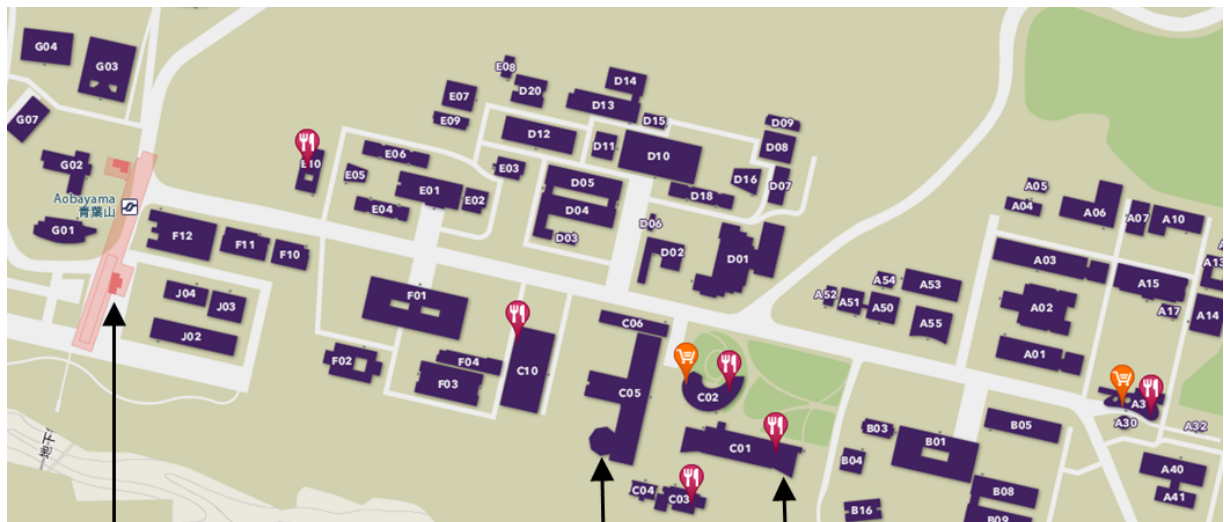 G04
G03
G07
G02
Aobayama
青葉山
G01
E08
E07
E09
D20
D14
D13
D15
D12
D11
D10
D09
D08
E10
E06
E05
E03
E01
E02
E04
D05
D04
D03
D16
D18
D07
D06
D02
D01
F12
F11
F10
J04
J03
J02
F01
F02
F04
F03
C10
C06
C05
C02
C01
C04
C03
A05
A04
A06
A07
A10
A03
A13
A15
A17
A14
A02
A01
A52
A51
A54
A53
A50
A55
A3
A30
A32
B03
B01
B05
B04
B08
B16
B09
A40
A41
地下